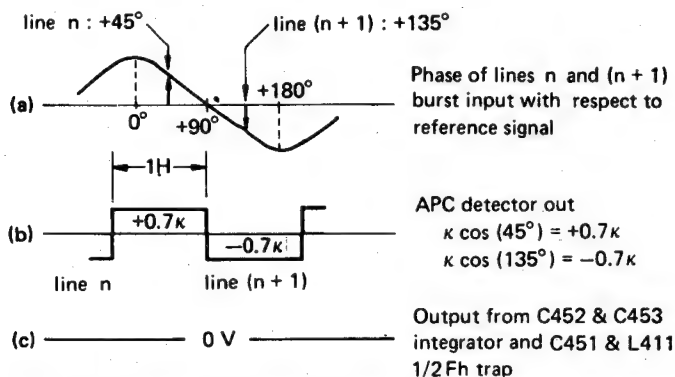 line n : +45°
line (n + 1) : +135°
+180°
(a)
0°
+90°
Phase of lines n and (n + 1)
burst input with respect to
reference signal
1H
(b)
+0.7κ
−0.7κ
line n
line (n + 1)
APC detector out
κ cos (45°) = +0.7κ
κ cos (135°) = −0.7κ
(c)
0 V
Output from C452 & C453
integrator and C451 & L411
1/2 Fh trap